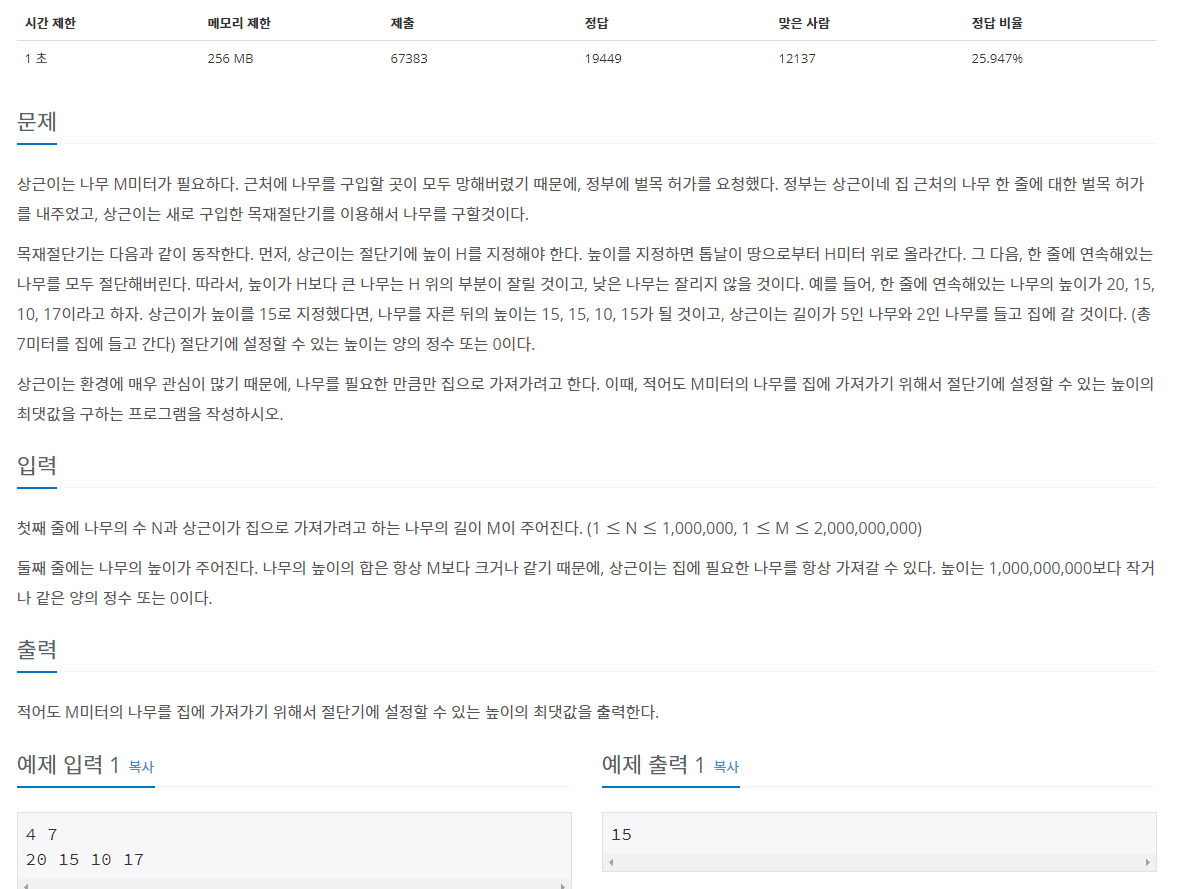 시간 제한 메모리 제한 제출 정답 맞은 사람 정답 비율
1 초 256 MB 67383 19449 12137 25.947%
문제
상근이는 나무 M미터가 필요하다. 근처에 나무를 구입할 곳이 모두 망해버렸기 때문에, 정부에 벌목 허가를 요청했다. 정부는 상근이네 집 근처의 나무 한 줄에 대한 벌목 허가
를 내주었고, 상근이는 새로 구입한 목재절단기를 이용해서 나무를 구할것이다.
목재절단기는 다음과 같이 동작한다. 먼저, 상근이는 절단기에 높이 H를 지정해야 한다. 높이를 지정하면 톱날이 땅으로부터 H미터 위로 올라간다. 그 다음, 한 줄에 연속해있는
나무를 모두 절단해버린다. 따라서, 높이가 H보다 큰 나무는 H 위의 부분이 잘릴 것이고, 낮은 나무는 잘리지 않을 것이다. 예를 들어, 한 줄에 연속해있는 나무의 높이가 20, 15,
10, 17이라고 하자. 상근이가 높이를 15로 지정했다면, 나무를 자른 뒤의 높이는 15, 15, 10, 15가 될 것이고, 상근이는 길이가 5인 나무와 2인 나무를 들고 집에 갈 것이다. (총
7미터를 집에 들고 간다) 절단기에 설정할 수 있는 높이는 양의 정수 또는 0이다.
상근이는 환경에 매우 관심이 많기 때문에, 나무를 필요한 만큼만 집으로 가져가려고 한다. 이때, 적어도 M미터의 나무를 집에 가져가기 위해서 절단기에 설정할 수 있는 높이의
최댓값을 구하는 프로그램을 작성하시오.
입력
첫째 줄에 나무의 수 N과 상근이가 집으로 가져가려고 하는 나무의 길이 M이 주어진다. (1 ≤ N ≤ 1,000,000, 1 ≤ M ≤ 2,000,000,000)
둘째 줄에는 나무의 높이가 주어진다. 나무의 높이의 합은 항상 M보다 크거나 같기 때문에, 상근이는 집에 필요한 나무를 항상 가져갈 수 있다. 높이는 1,000,000,000보다 작거
나 같은 양의 정수 또는 0이다.
출력
적어도 M미터의 나무를 집에 가져가기 위해서 절단기에 설정할 수 있는 높이의 최댓값을 출력한다.
예제 입력 1 복사
4 7
20 15 10 17
예제 출력 1 복사
15